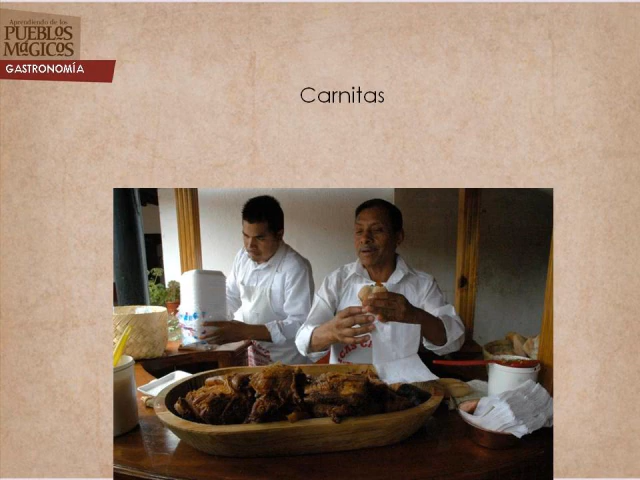 Aprendiendo de los
PUEBLOS
MáGICOS
GASTRONOMÍA
Carnitas